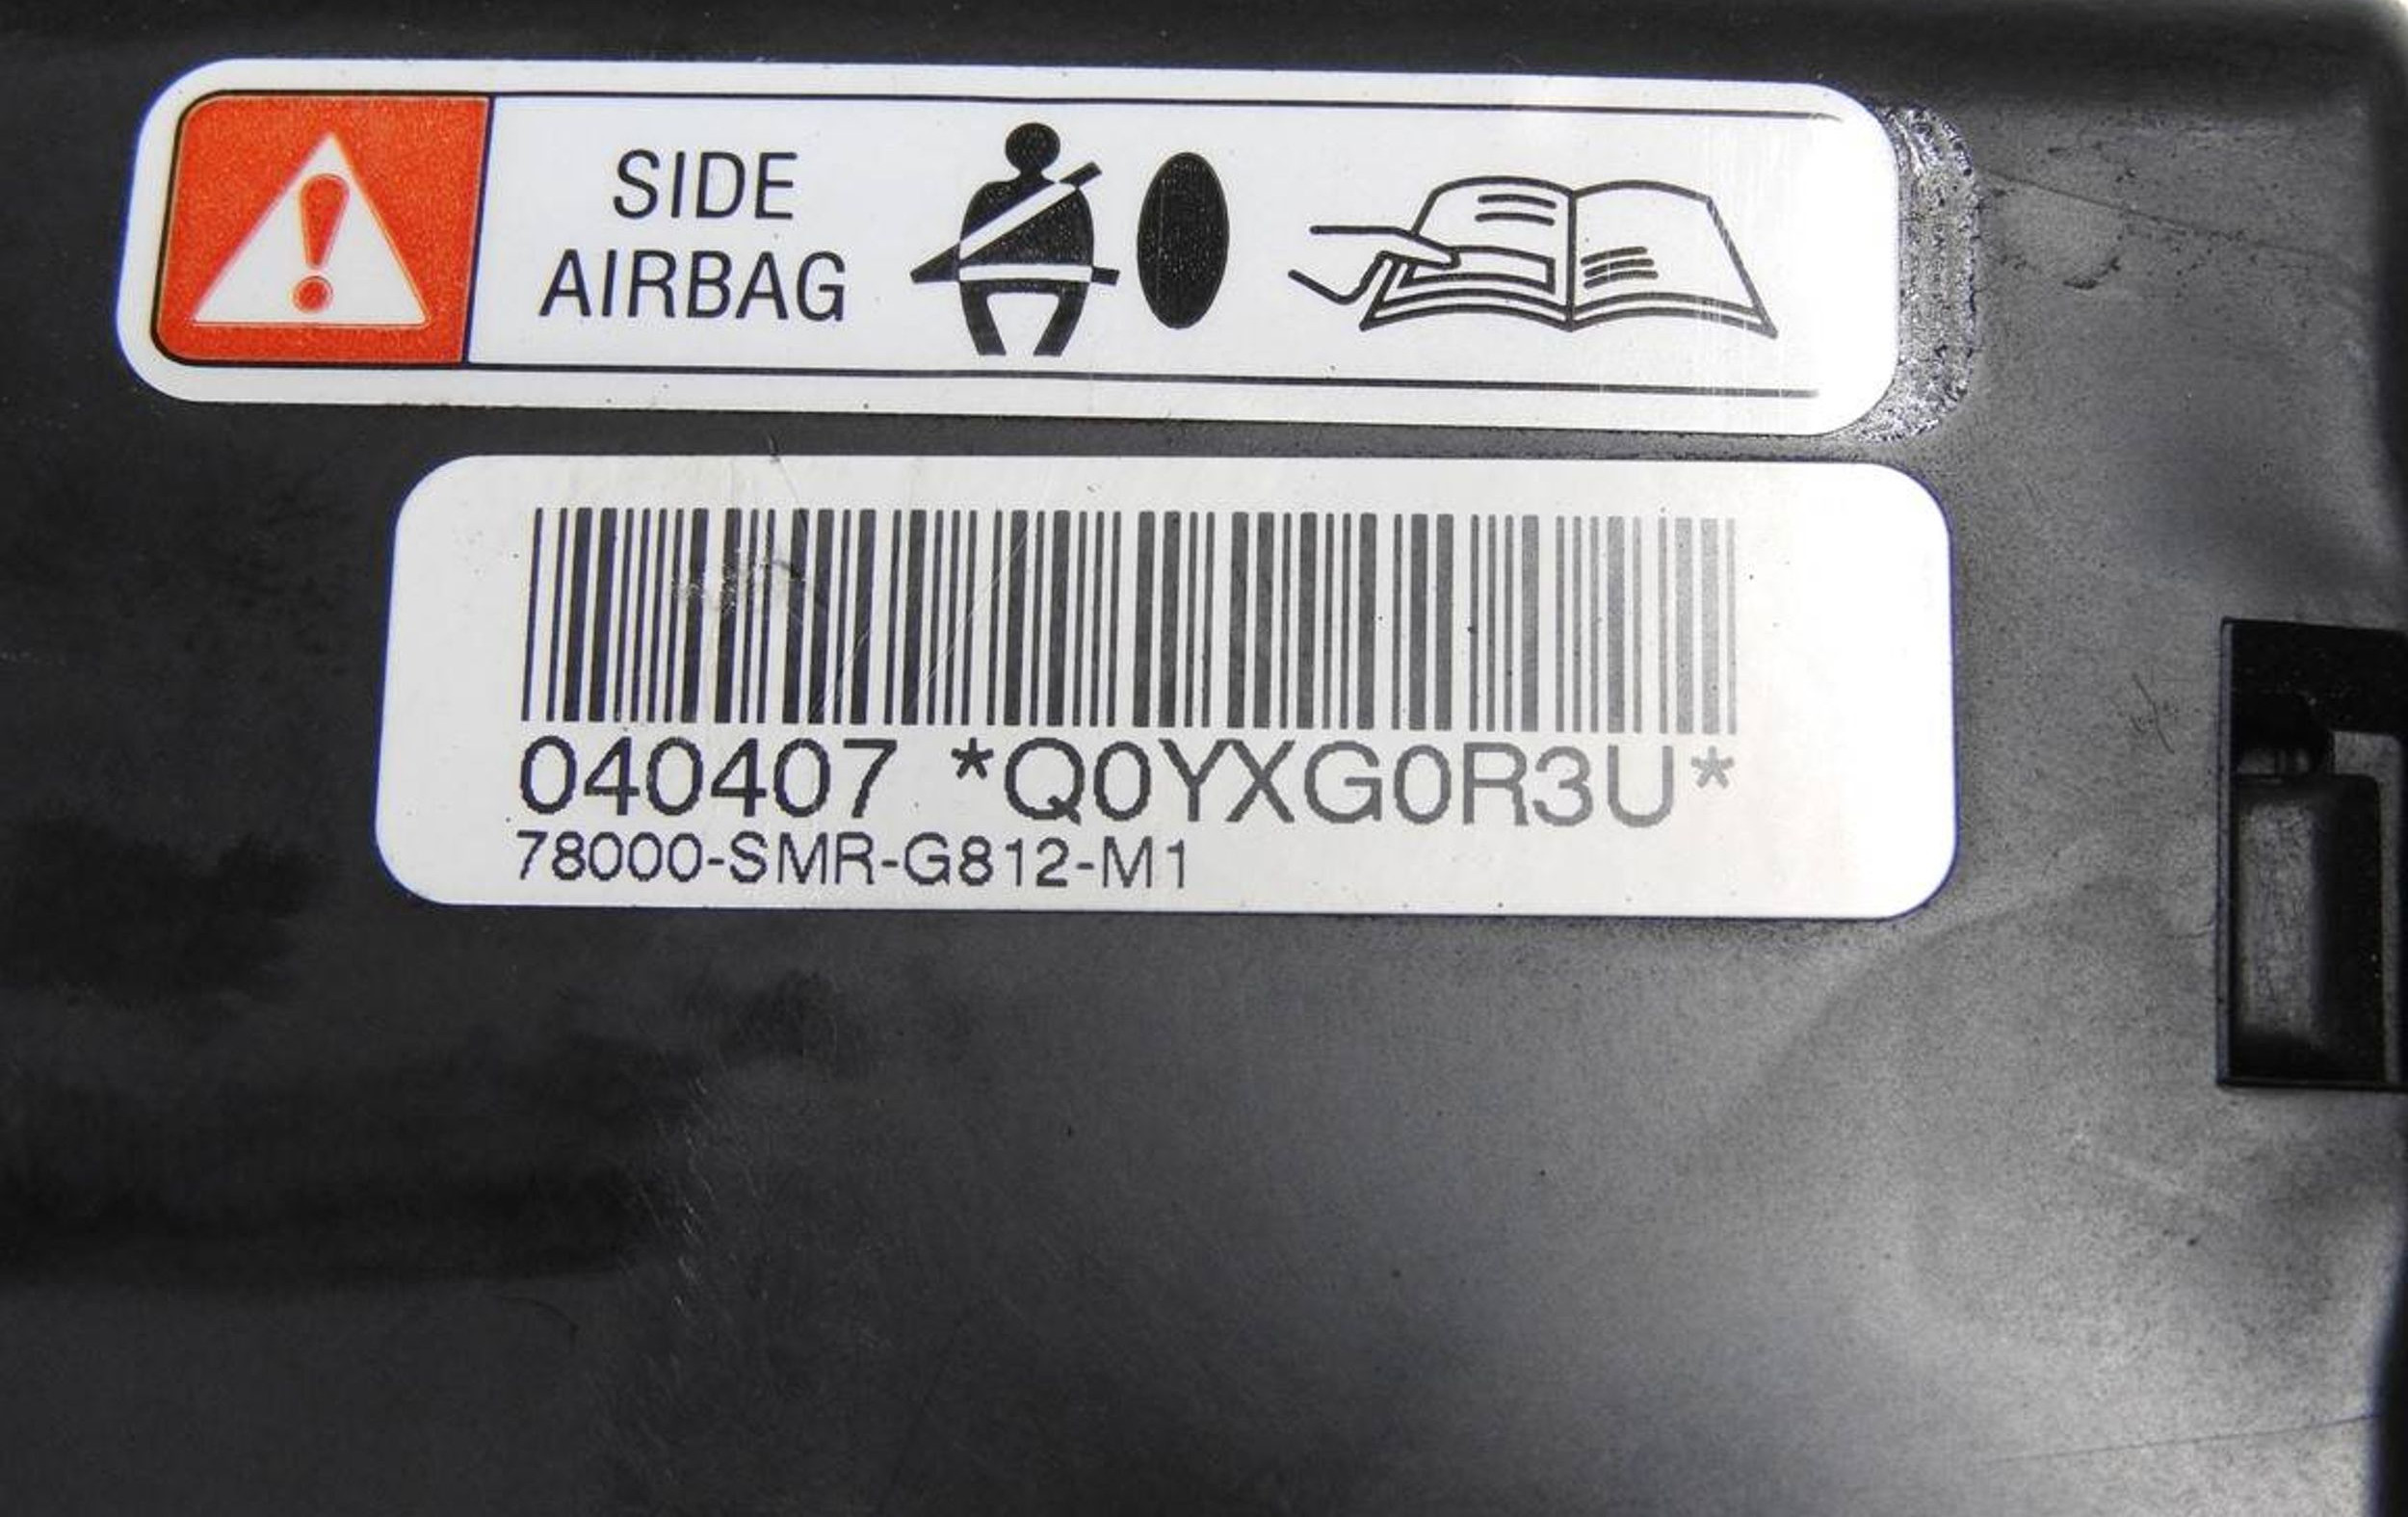 SIDE
AIRBAG
040407 *Q0YXG0R3U*
78000-SMR-G812-M1